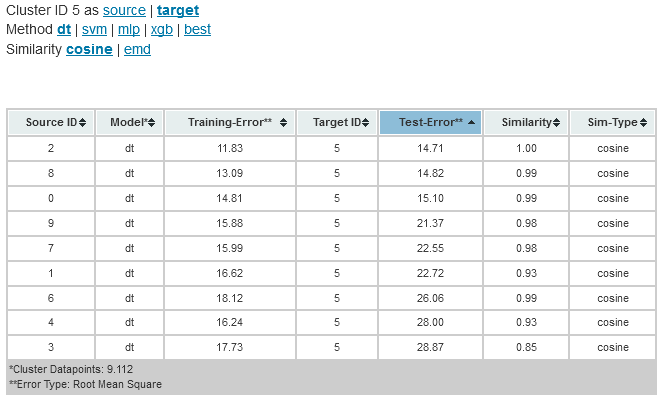 Cluster ID 5 as source | target
Method dt | svm | mlp | xgb | best
Similarity cosine | emd
Source ID Model* Training-Error** Target ID Test-Error** Similarity Sim-Type
2 dt 11.83 5 14.71 1.00 cosine
8 dt 13.09 5 14.82 0.99 cosine
0 dt 14.81 5 15.10 0.99 cosine
9 dt 15.88 5 21.37 0.98 cosine
7 dt 15.99 5 22.55 0.98 cosine
1 dt 16.62 5 22.72 0.93 cosine
6 dt 18.12 5 26.06 0.99 cosine
4 dt 16.24 5 28.00 0.93 cosine
3 dt 17.73 5 28.87 0.85 cosine
*Cluster Datapoints: 9.112
**Error Type: Root Mean Square